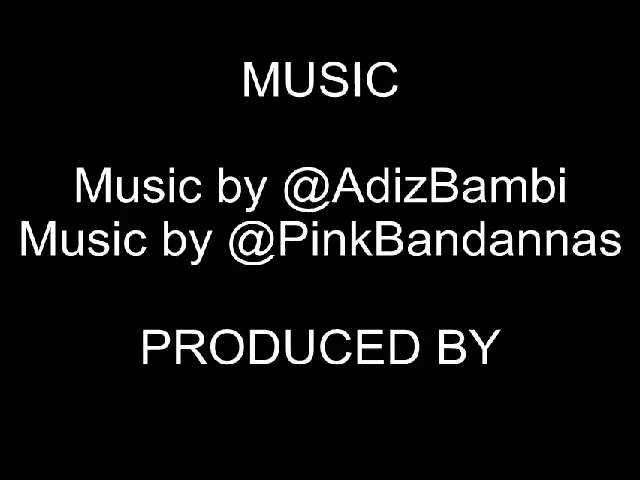 MUSIC
Music by @AdizBambi
Music by @PinkBandannas
PRODUCED BY